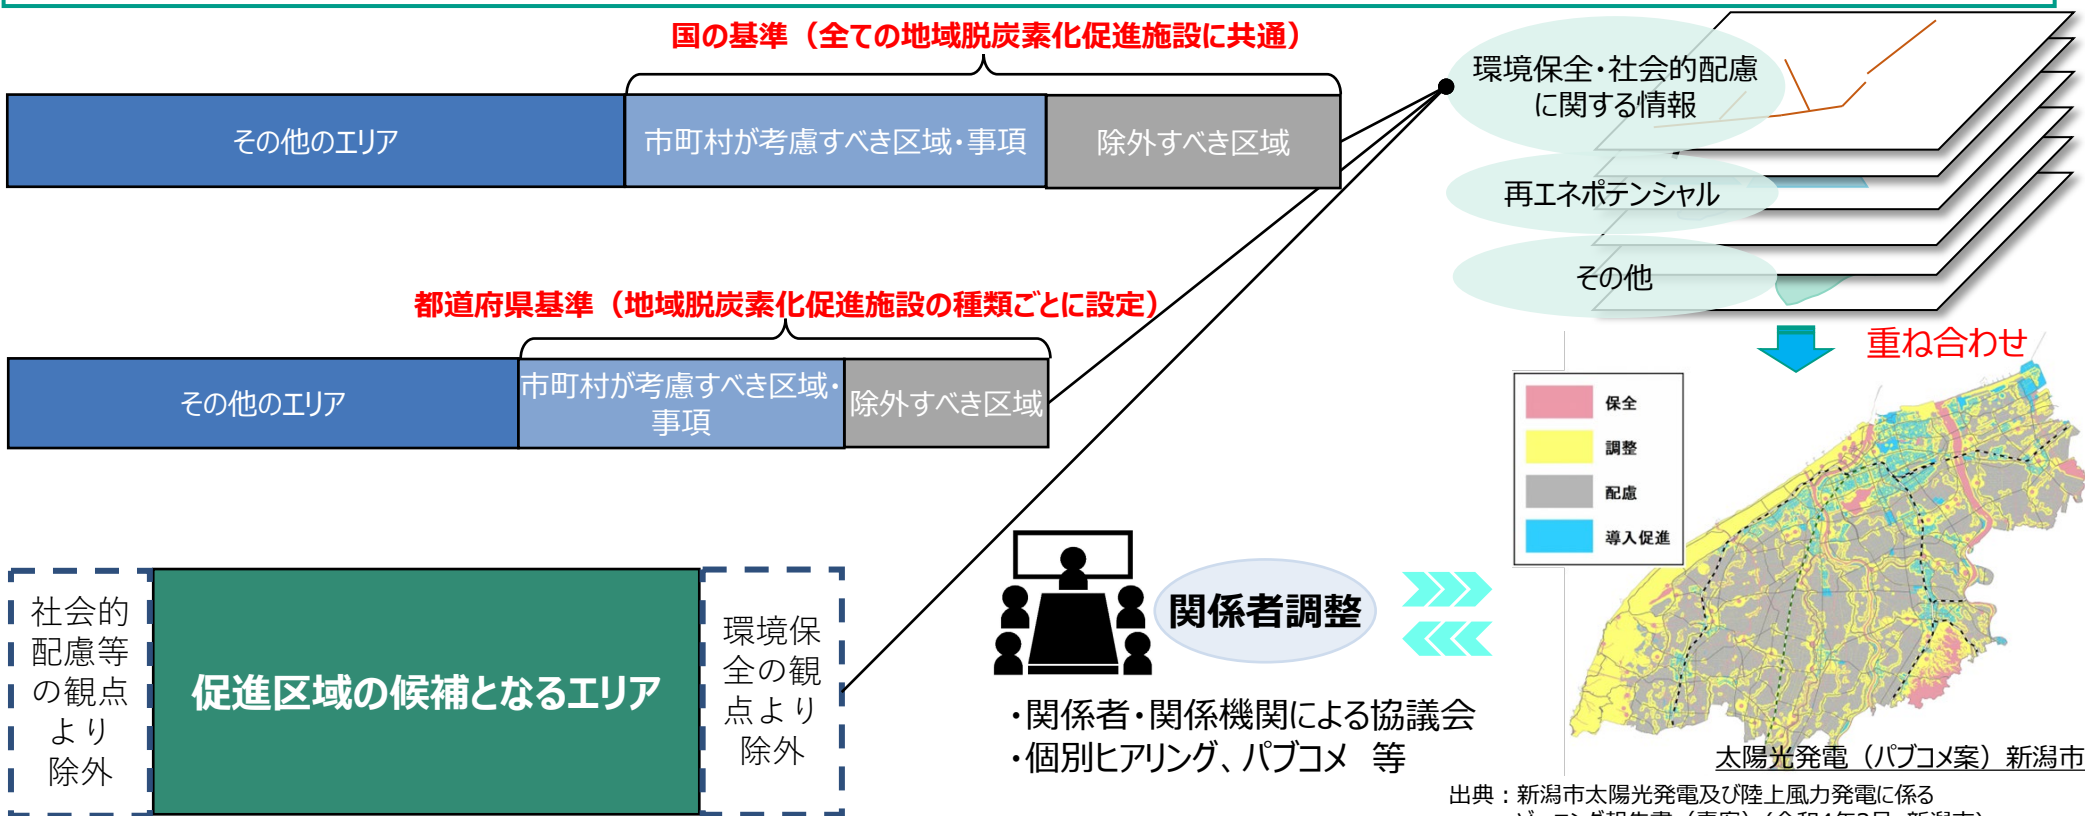 国の基準（全ての地域脱炭素化促進施設に共通）
その他のエリア
市町村が考慮すべき区域・事項
除外すべき区域
環境保全・社会的配慮
に関する情報
再エネポテンシャル
その他
都道府県基準（地域脱炭素化促進施設の種類ごとに設定）
その他のエリア
市町村が考慮すべき区域・
事項
除外すべき区域
重ね合わせ
保全
調整
配慮
導入促進
社会的
配慮等
の観点
より
除外
促進区域の候補となるエリア
環境保
全の観
点より
除外
関係者調整
・関係者・関係機関による協議会
・個別ヒアリング、パブコメ　等
太陽光発電（パブコメ案）新潟市
出典：新潟市太陽光発電及び陸上風力発電に係る